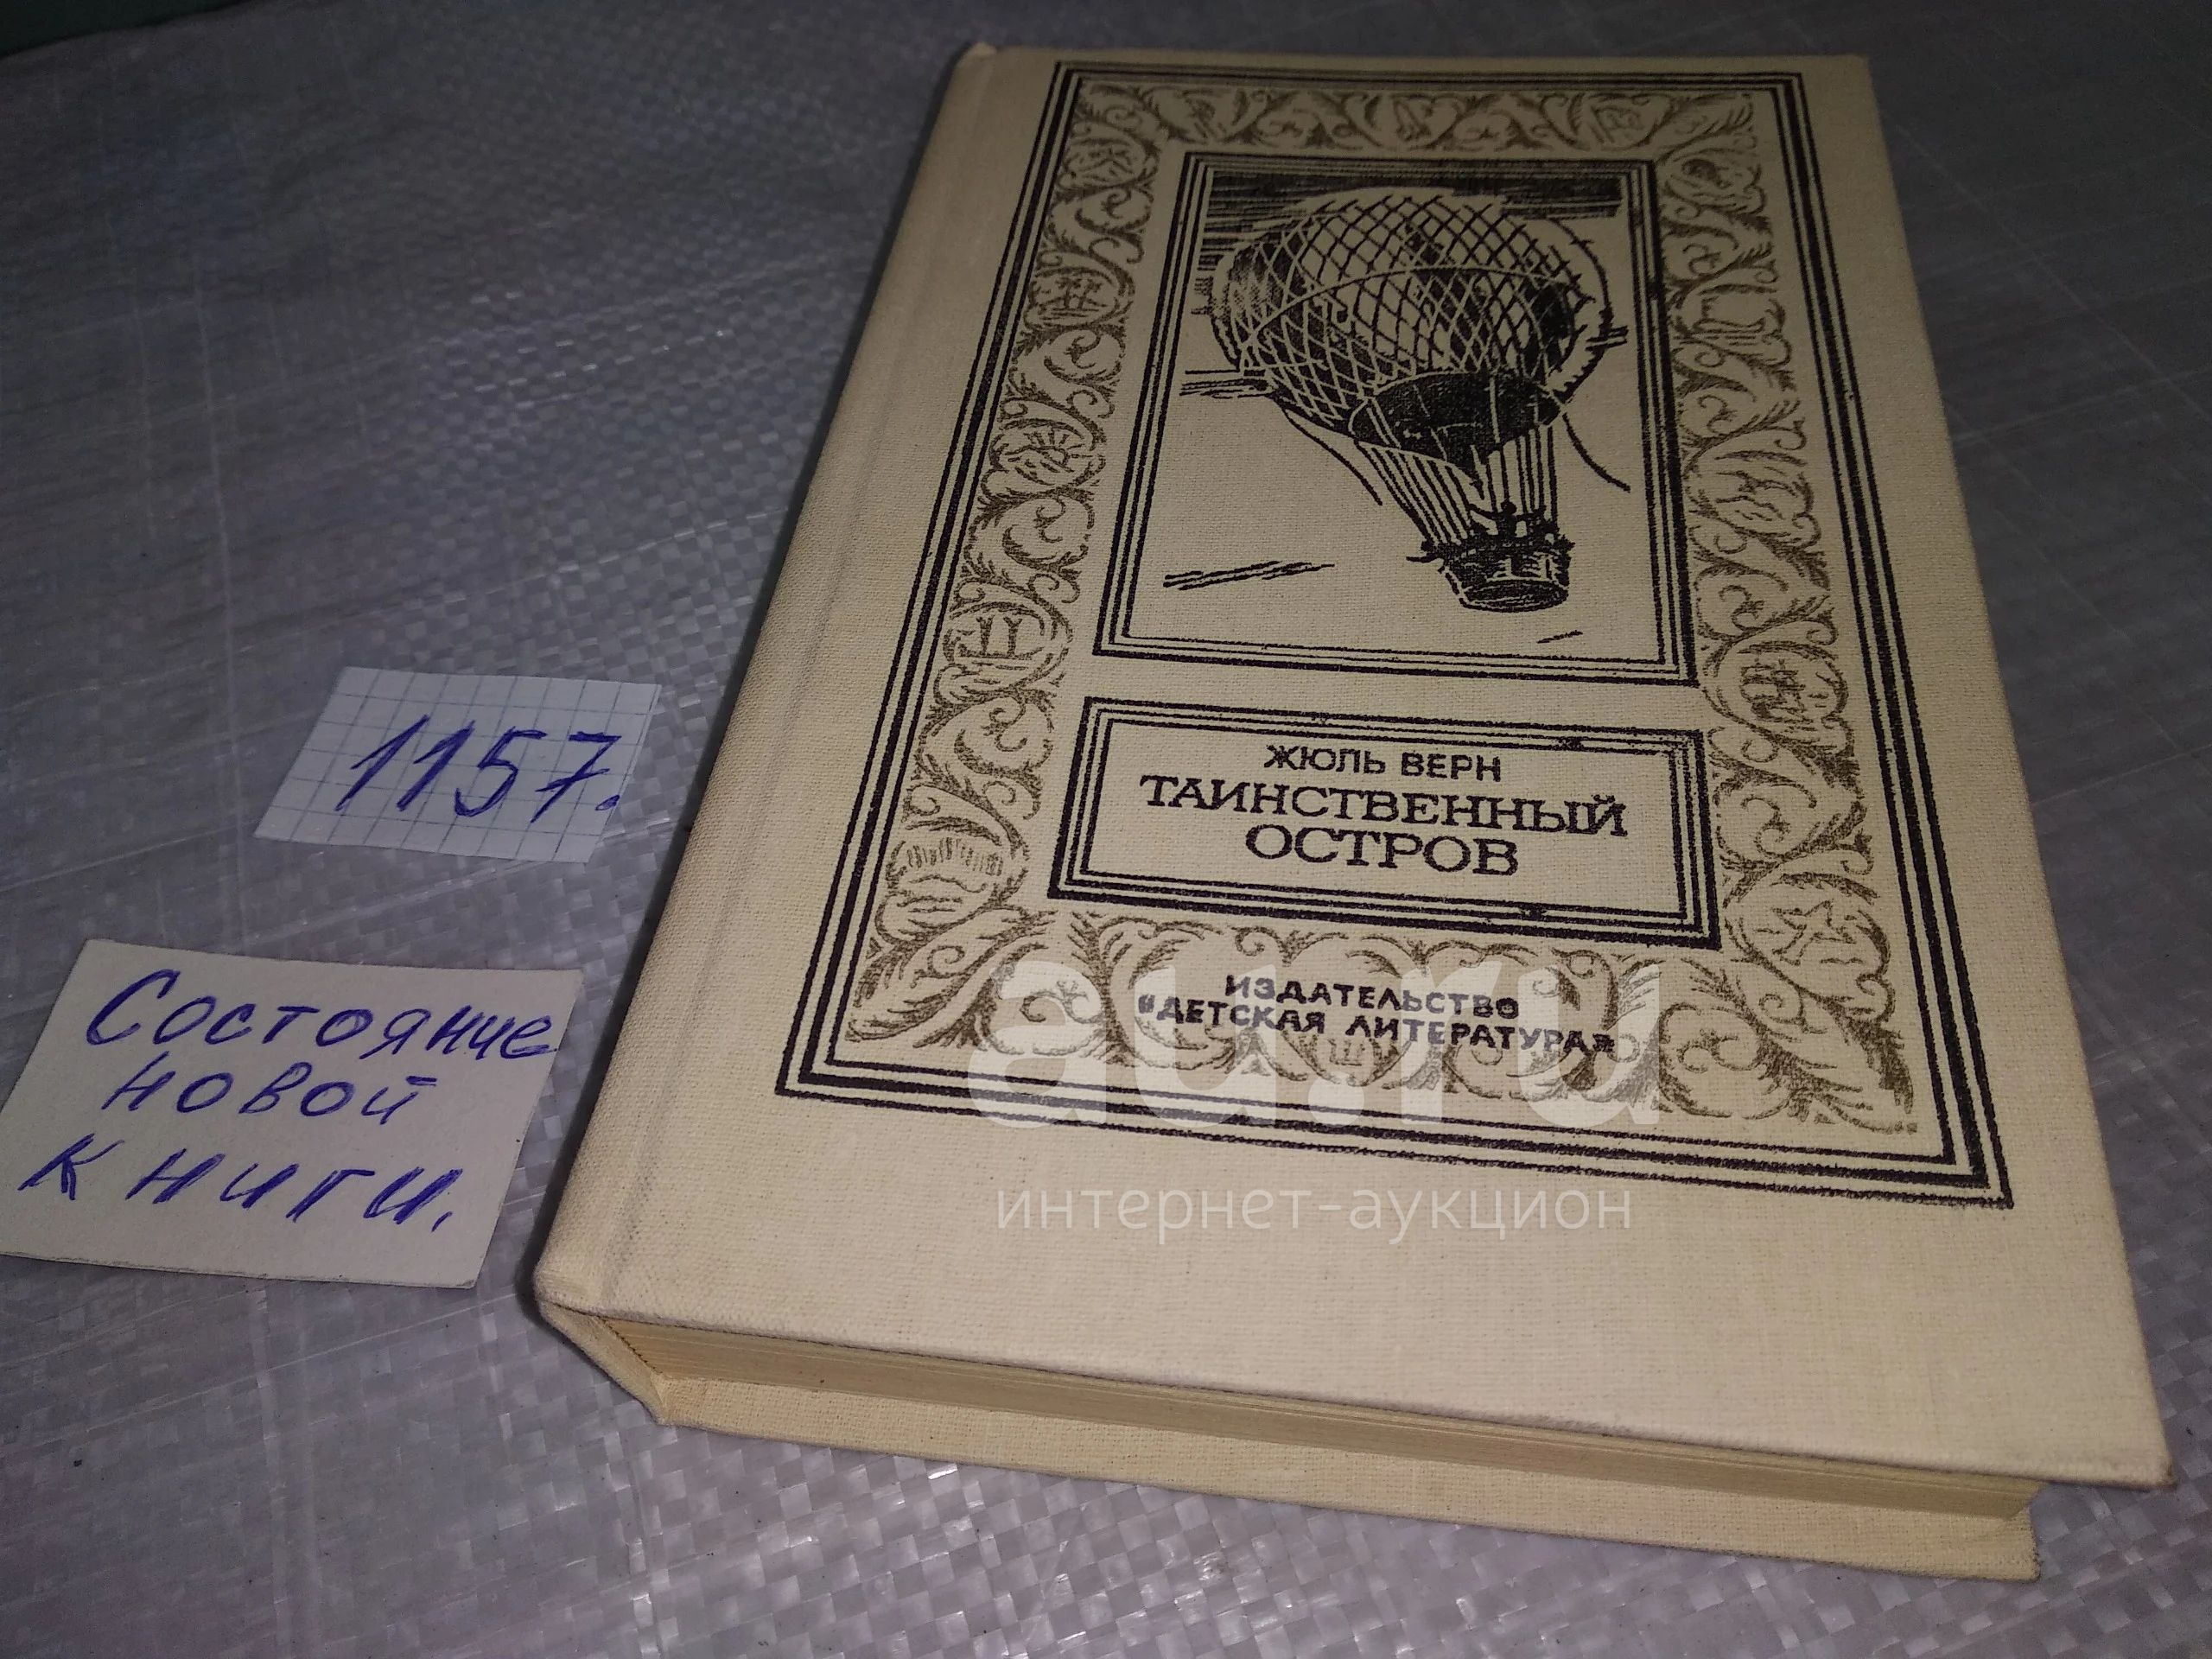 ЖЮЛЬ ВЕРН
ТАИНСТВЕННЫЙ
ОСТРОВ
ИЗДАТЕЛЬСТВО
"ДЕТСКАЯ ЛИТЕРАТУРА"
1157.
Состояние
новой
книги.
au.ru
интернет-аукцион